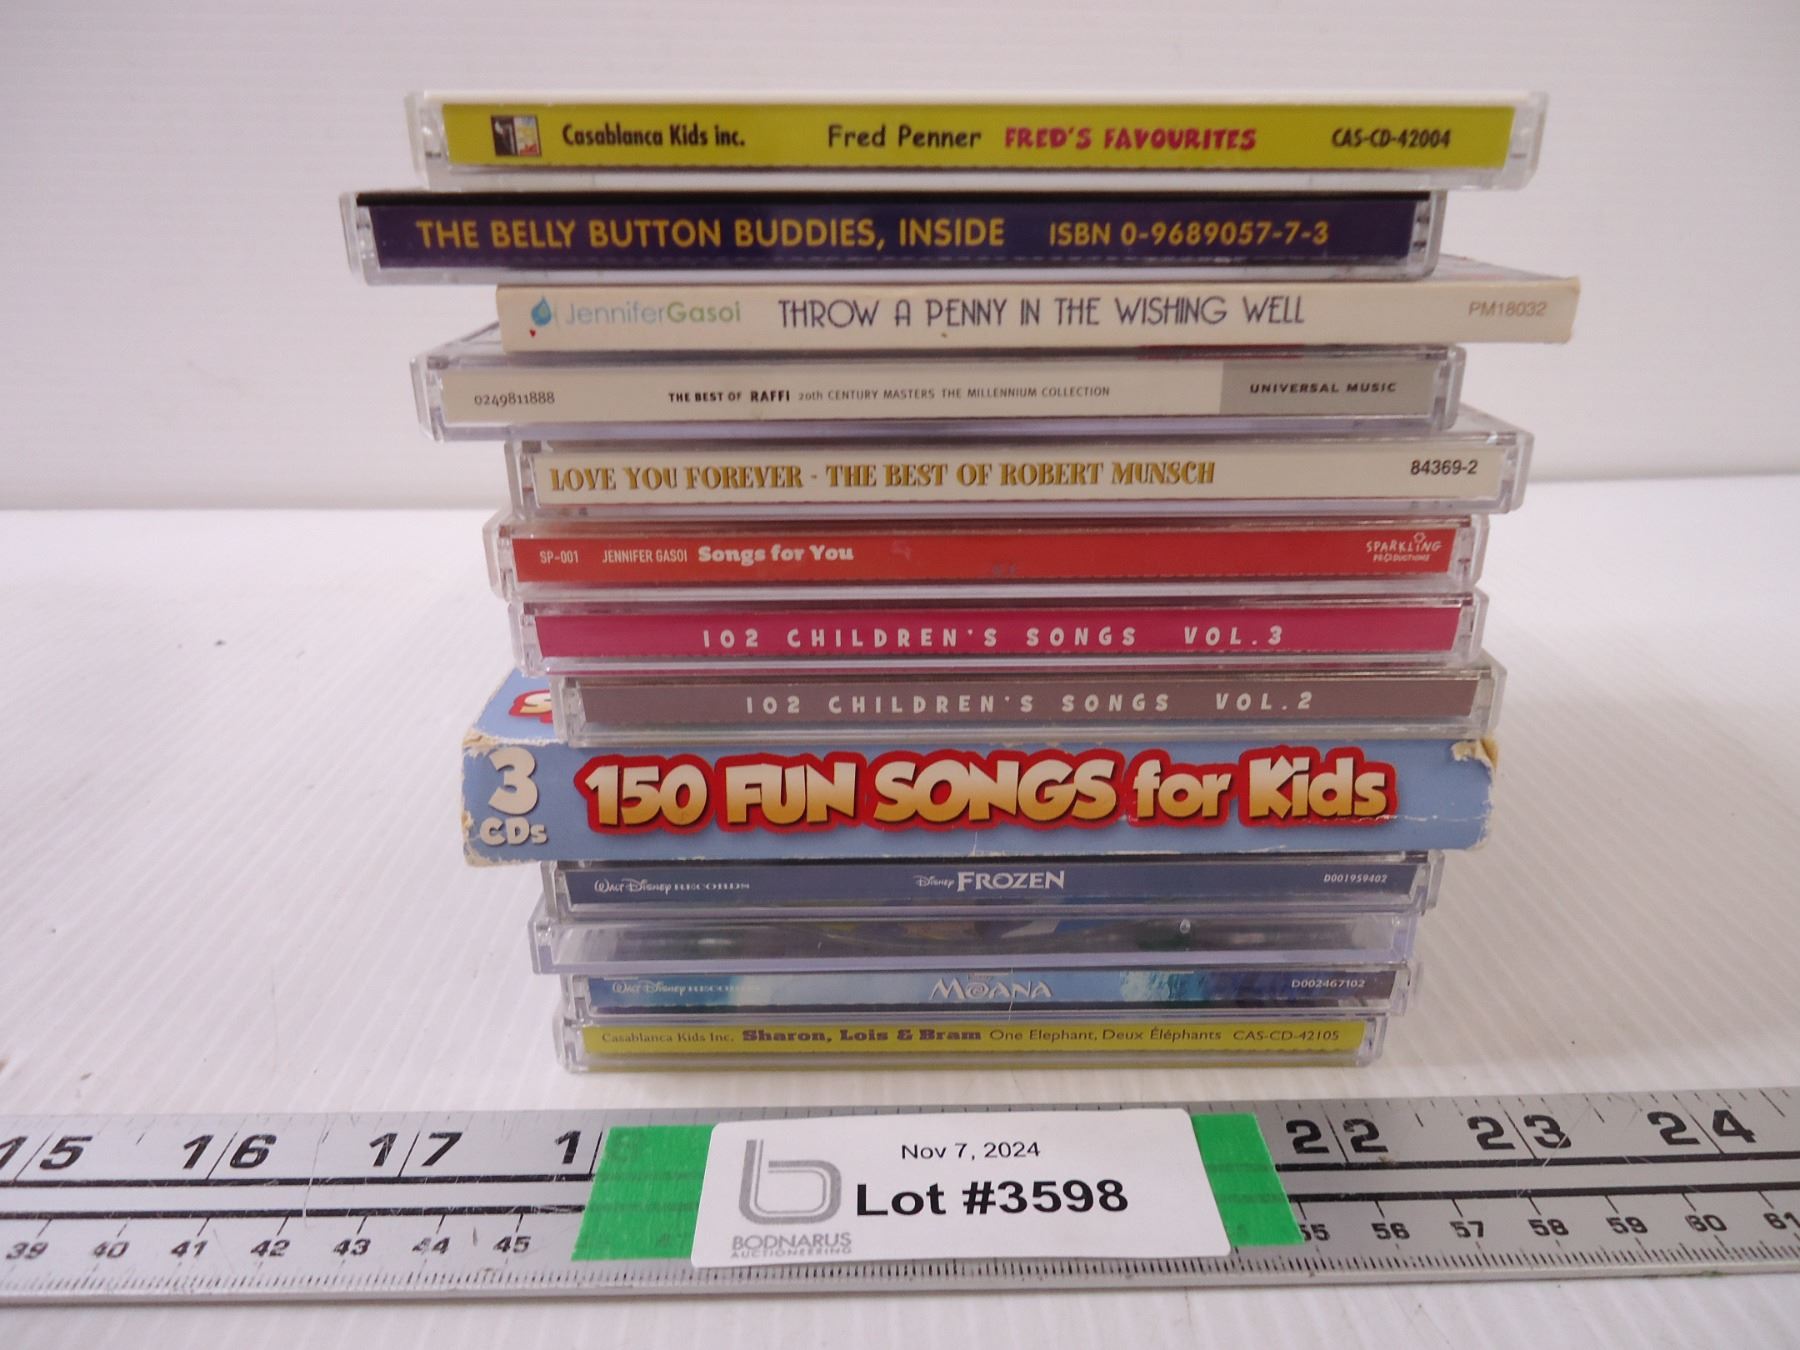 Casablanca Kids inc. Fred Penner FRED'S FAVOURITES CAS-CD-42004
THE BELLY BUTTON BUDDIES, INSIDE ISBN 0-9689057-7-3
JenniferGasoi THROW A PENNY IN THE WISHING WELL PM18032
0249811888 THE BEST OF RAFFI 20th CENTURY MASTERS THE MILLENNIUM COLLECTION UNIVERSAL MUSIC
LOVE YOU FOREVER - THE BEST OF ROBERT MUNSCH 84369-2
SP-001 JENNIFER GASOI Songs for You SPARKLING PRODUCTIONS
102 CHILDREN'S SONGS VOL.3
102 CHILDREN'S SONGS VOL.2
3 CDs 150 FUN SONGS for Kids
WALT DISNEY RECORDS Disney FROZEN D001959402
WALT DISNEY RECORDS Disney MOANA D002467102
Casablanca Kids Inc. Sharon, Lois & Bram One Elephant, Deux Éléphants CAS-CD-42105
15 16 17 1 22 23 24
Nov 7, 2024
Lot #3598
BODNARUS
AUCTIONEERING
39 40 41 42 43 44 45 55 56 57 58 59 60 61